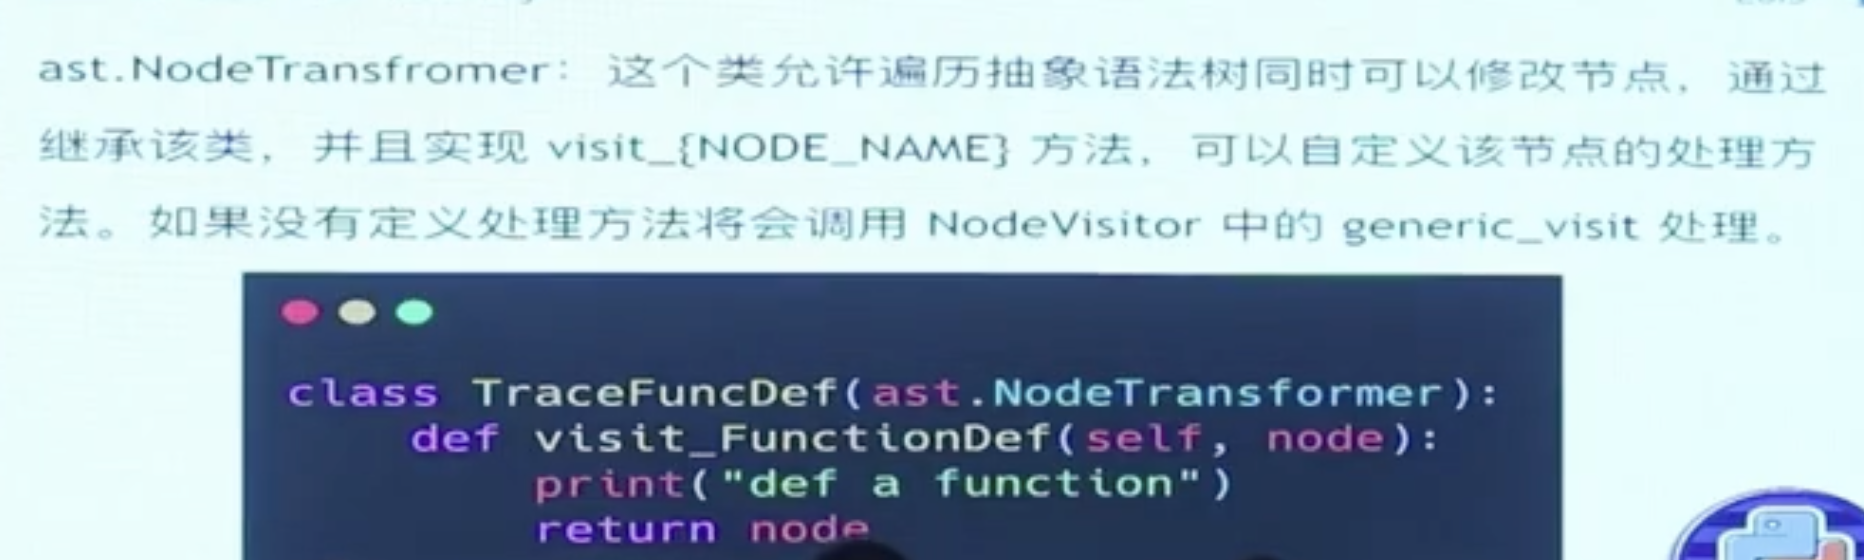 ast.NodeTransfromer：这个类允许遍历抽象语法树同时可以修改节点，通过
继承该类，并且实现 visit_{NODE_NAME} 方法，可以自定义该节点的处理方
法。如果没有定义处理方法将会调用 NodeVisitor 中的 generic_visit 处理。
class TraceFuncDef(ast.NodeTransformer):
def visit_FunctionDef(self, node):
print("def a function")
return node